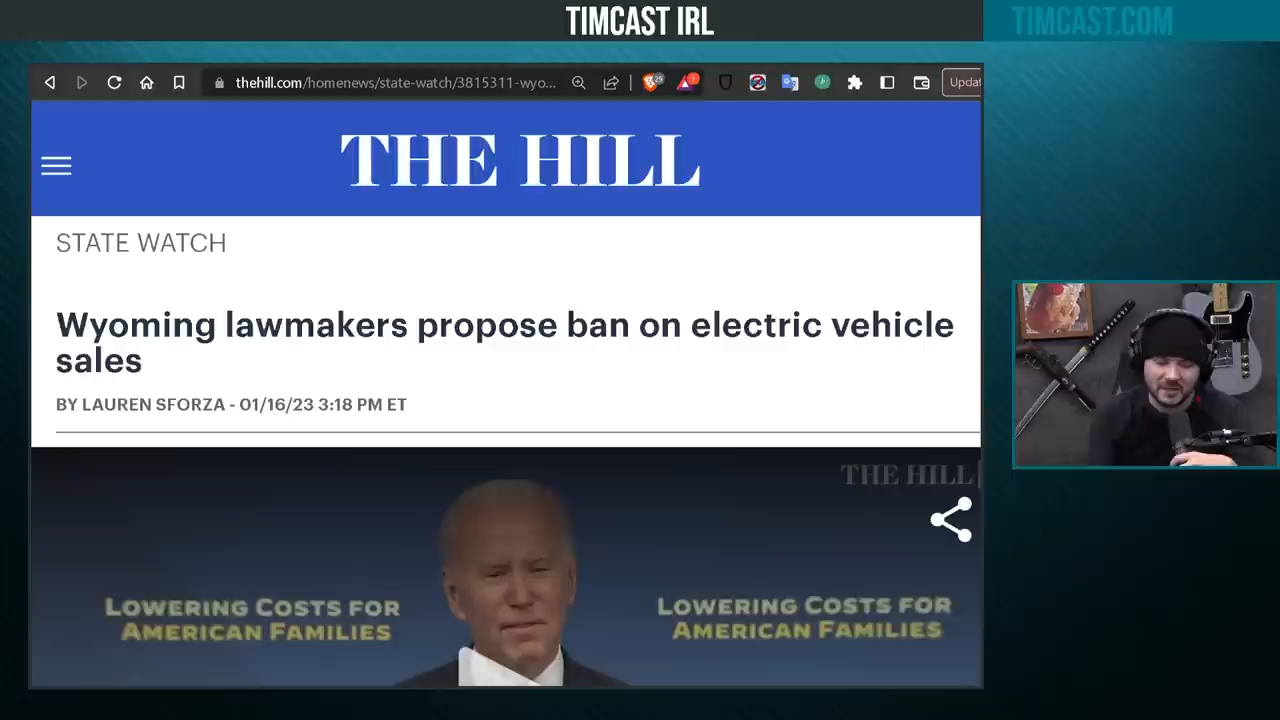 TIMCAST IRL
TIMCAST.COM
thehill.com/homenews/state-watch/3815311-wyo...
29
1
Updat
THE HILL
STATE WATCH
Wyoming lawmakers propose ban on electric vehicle
sales
BY LAUREN SFORZA - 01/16/23 3:18 PM ET
THE HILL
LOWERING COSTS FOR
AMERICAN FAMILIES
LOWERING COSTS FOR
AMERICAN FAMILIES